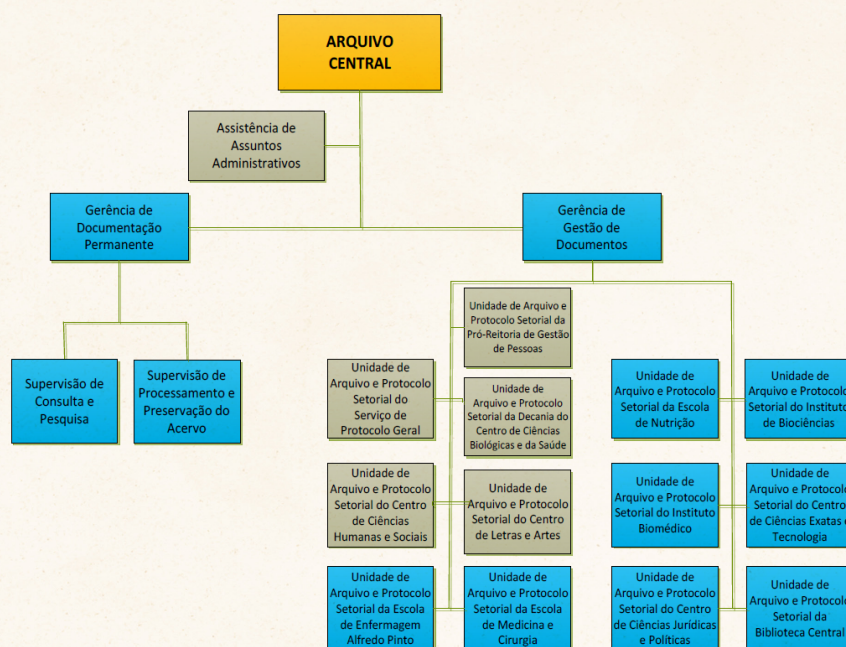 ARQUIVO
CENTRAL
Assistência de
Assuntos
Administrativos
Gerência de
Documentação
Permanente
Gerência de
Gestão de
Documentos
Supervisão de
Consulta e
Pesquisa
Supervisão de
Processamento e
Preservação do
Acervo
Unidade de Arquivo e
Protocolo Setorial da
Pró-Reitoria de Gestão
de Pessoas
Unidade de
Arquivo e Protocolo
Setorial do
Serviço de
Protocolo Geral
Unidade de
Arquivo e Protocolo
Setorial da Decania do
Centro de Ciências
Biológicas e da Saúde
Unidade de
Arquivo e Protocolo
Setorial da Escola
de Nutrição
Unidade de
Arquivo e Protocolo
Setorial do Instituto
de Biociências
Unidade de
Arquivo e Protocolo
Setorial do Centro
de Ciências
Humanas e Sociais
Unidade de
Arquivo e Protocolo
Setorial do Centro
de Letras e Artes
Unidade de
Arquivo e Protocolo
Setorial do Instituto
Biomédico
Unidade de
Arquivo e Protocolo
Setorial do Centro
de Ciências Exatas e
Tecnologia
Unidade de
Arquivo e Protocolo
Setorial da Escola
de Enfermagem
Alfredo Pinto
Unidade de
Arquivo e Protocolo
Setorial da Escola
de Medicina e
Cirurgia
Unidade de
Arquivo e Protocolo
Setorial do Centro
de Ciências Jurídicas
e Políticas
Unidade de
Arquivo e Protocolo
Setorial da
Biblioteca Central